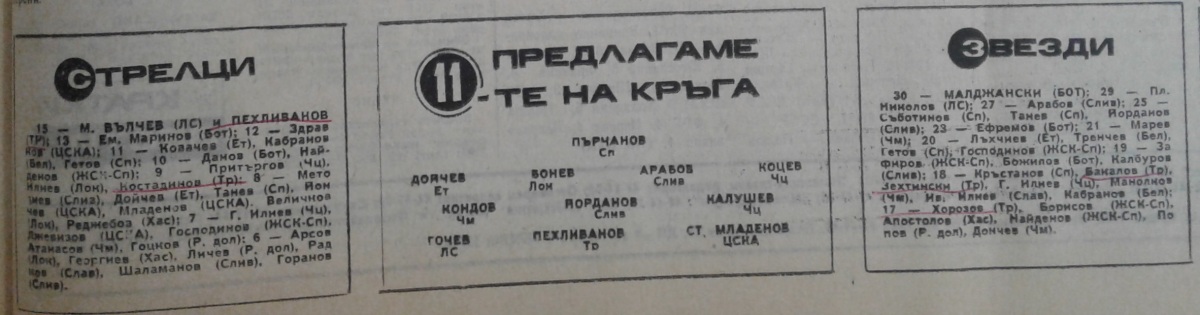 СТРЕЛЦИ
15 — М. ВЪЛЧЕВ (ЛС) и ПЕХЛИВАНОВ
(ТР); 13 — Ем. Маринов (Бот); 12 — Здрав
ков (ЦСКА); 11 — Ковачев (Ет), Кабранов
(Бел), Гетов (Сп); 10 — Данов (Бот), Най-
денов (ЖСК-Сп); 9 — Притъргов (Чц),
Костадинов (Тр); 8 — Мето
Илиев (Лок),
Илиев (Слив), Дойчев (Ет), Танев (Сп), Йон
чев (ЦСКА), Младенов (ЦСКА), Величков
(Лок), Реджебов (Хас); 7 — Г. Илиев (Чц),
Джевизов (ЦСКА), Господинов (ЖСК-Сп),
Атанасов (Чм), Гоцков (Р. дол); 6 — Арсов
(Лок), Георгиев (Хас), Личев (Р. дол), Рад
ков (Слав), Шаламанов (Слив), Горанов
(Слив).
ПРЕДЛАГАМЕ
11-ТЕ НА КРЪГА
ПЪРЧАНОВ
Сп
ДОЙЧЕВ БОНЕВ АРАБОВ КОЦЕВ
Ет Лок Слив Чц
КОНДОВ ЙОРДАНОВ КАЛУШЕВ
Чм Слив Чц
ГОЧЕВ ПЕХЛИВАНОВ СТ. МЛАДЕНОВ
ЛС Тр ЦСКА
ЗВЕЗДИ
30 — МАЛДЖАНСКИ (БОТ); 29 — Пл.
Николов (ЛС); 27 — Арабов (Слив); 25 —
Съботинов (Сп), Танев (Сп), Йорданов
(Слив); 23 — Ефремов (Бот); 21 — Марев
(Чм); 20 — Лъхчиев (Ет), Тренчев (Бел),
Гетов (Сп), Господинов (ЖСК-Сп); 19 — За
фиров (ЖСК-Сп), Божилов (Бот), Калбуров
(Слив); 18 — Кръстанов (Сп), Бакалов (Тр),
Зехтински (Тр), Г. Илиев (Чц), Манолков
(Чм), Ив. Илиев (Слав), Кабранов (Бел);
17 — Хорозов (Тр), Борисов (ЖСК-Сп),
Апостолов (Хас), Найденов (ЖСК-Сп), По
пов (Р. дол), Дончев (Чм).